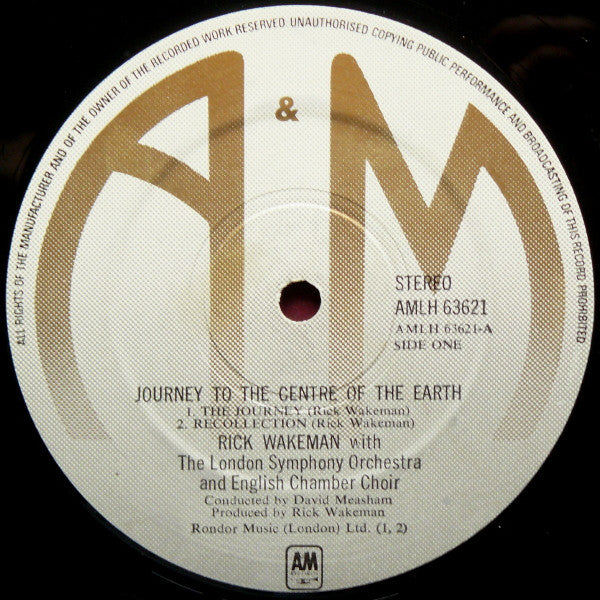 ALL RIGHTS OF THE MANUFACTURER AND OF THE OWNER OF THE RECORDED WORK RESERVED. UNAUTHORISED COPYING PUBLIC PERFORMANCE AND BROADCASTING OF THIS RECORD PROHIBITED
A & M
STEREO
AMLH 63621
AMLH 63621-A
SIDE ONE
JOURNEY TO THE CENTRE OF THE EARTH
1. THE JOURNEY (Rick Wakeman)
2. RECOLLECTION (Rick Wakeman)
RICK WAKEMAN with
The London Symphony Orchestra
and English Chamber Choir
Conducted by David Measham
Produced by Rick Wakeman
Rondor Music (London) Ltd. (1, 2)
AM